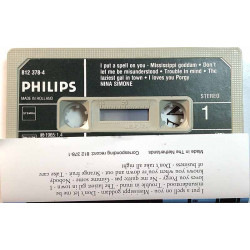 I put a spell on you • Mississippi goddam • Don't
let me be misunderstood • Trouble in mind • The
laziest gal in town • I loves you Porgy
NINA SIMONE
812 378-4
STEREO
PHILIPS
1
MADE IN HOLLAND
I put a spell on you - Mississippi goddam - Don't let me be
misunderstood - Trouble in mind - The laziest gal in town - I
loves you Porgy - Ne me quitte pas - Gimme some - Nobody
knows you when you're down and out - Strange fruit - Take Care
of Business - Don't take all night
Made in The Netherlands
Corresponding record: 812 378-1